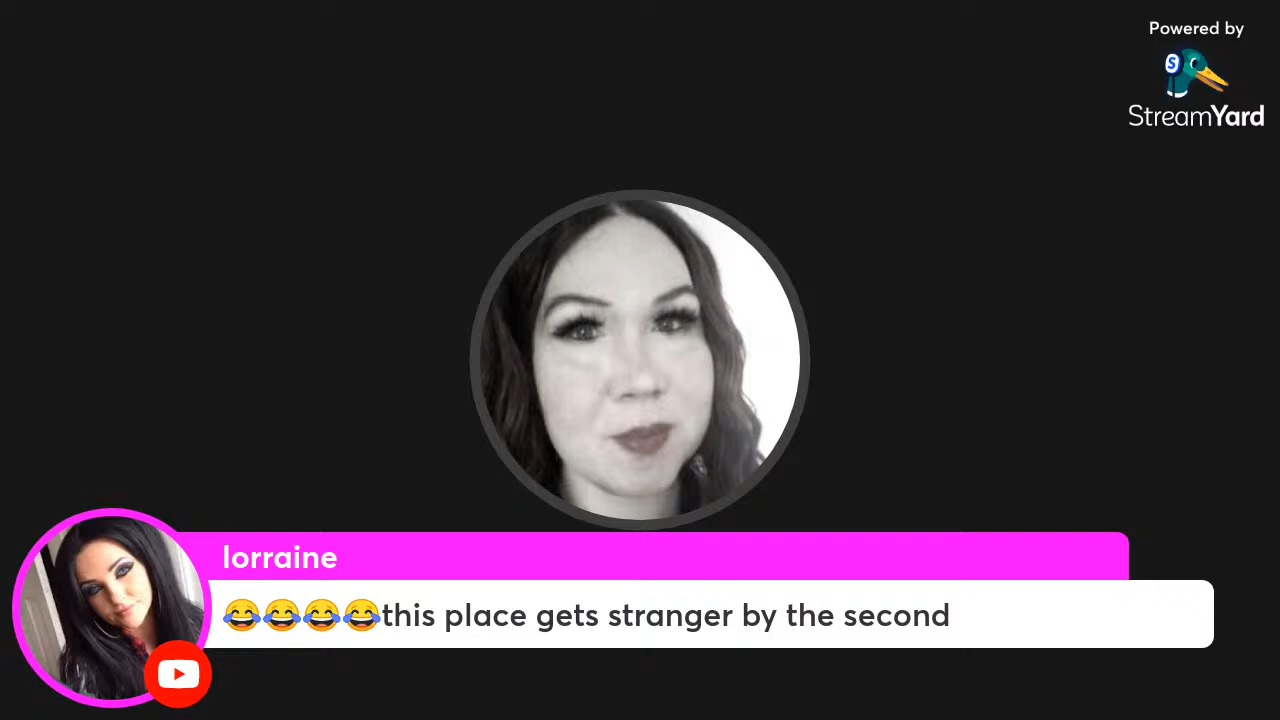 Powered by
S
StreamYard
lorraine
😂😂😂😂this place gets stranger by the second